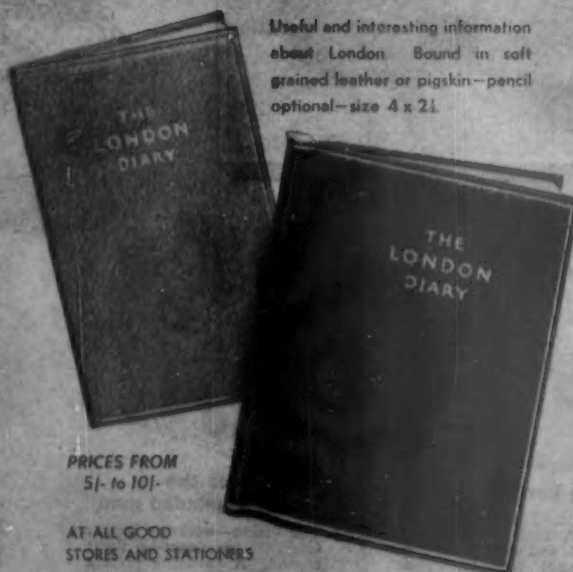 Useful and interesting information
about London Bound in soft
grained leather or pigskin—pencil
optional—size 4 x 2½
THE
LONDON
DIARY
THE
LONDON
DIARY
PRICES FROM
5/- to 10/-
AT ALL GOOD
STORES AND STATIONERS